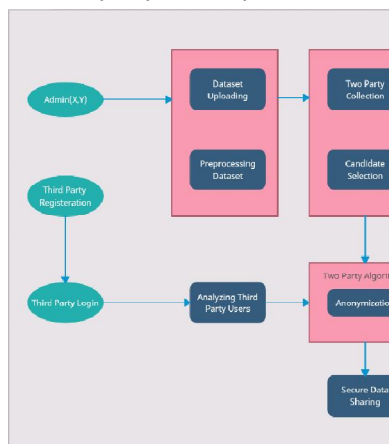 Dataset
Uploading
Two Party
Collection
Admin(X,Y)
Preprocessing
Dataset
Candidate
Selection
Third Party
Registeration
Two Party Algor
Third Party Login
Analyzing Third
Party Users
Anonymizatio
Secure Data
Sharing